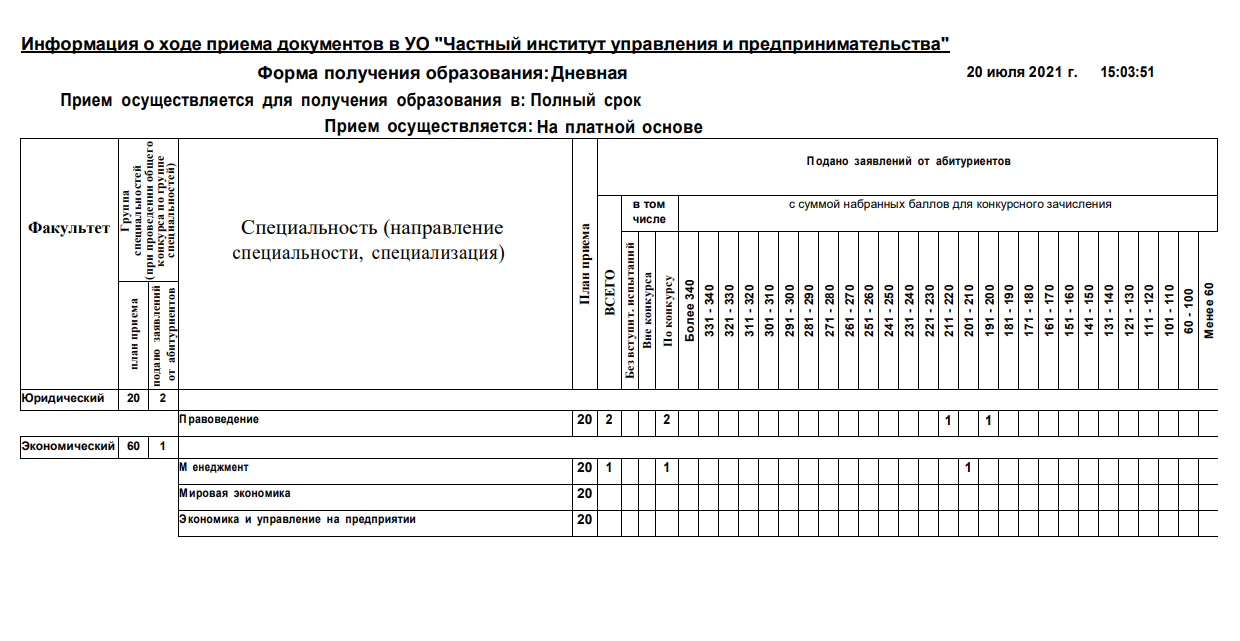 Информация о ходе приема документов в УО "Частный институт управления и предпринимательства"
Форма получения образования: Дневная 20 июля 2021 г. 15:03:51
Прием осуществляется для получения образования в: Полный срок
Прием осуществляется: На платной основе
Факультет
Группа
специальностей
(при проведении общего
конкурса по группе
специальностей)
план приема
подано заявлений
от абитуриентов
Специальность (направление
специальности, специализация)
План приема
Подано заявлений от абитуриентов
ВСЕГО
в том
числе
с суммой набранных баллов для конкурсного зачисления
Без вступит. испытаний
Вне конкурса
По конкурсу
Более 340
331 - 340
321 - 330
311 - 320
301 - 310
291 - 300
281 - 290
271 - 280
261 - 270
251 - 260
241 - 250
231 - 240
221 - 230
211 - 220
201 - 210
191 - 200
181 - 190
171 - 180
161 - 170
151 - 160
141 - 150
131 - 140
121 - 130
111 - 120
101 - 110
60 - 100
Менее 60
Юридический 20 2
Правоведение 20 2 2 1 1
Экономический 60 1
М енеджмент 20 1 1 1
Мировая экономика 20
Экономика и управление на предприятии 20